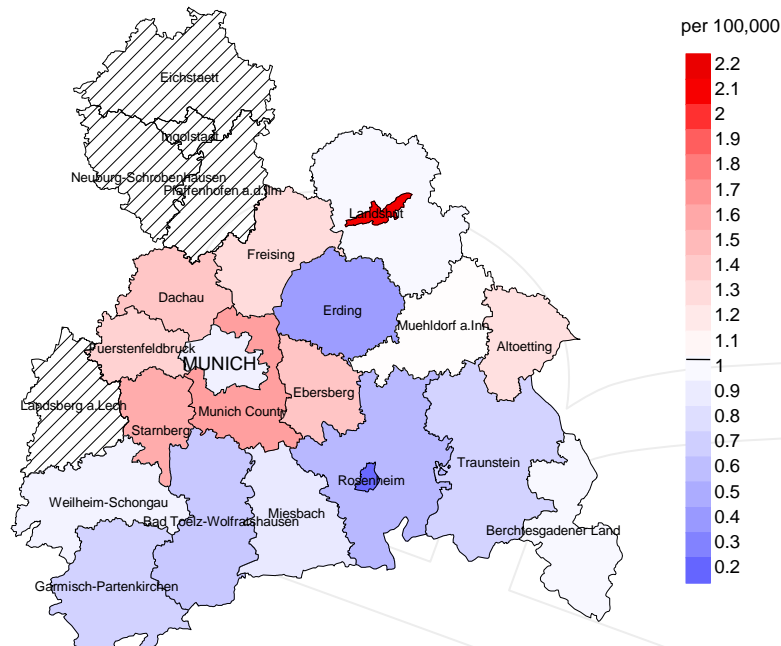 per 100,000
2.2
2.1
2
1.9
1.8
1.7
1.6
1.5
1.4
1.3
1.2
1.1
1
0.9
0.8
0.7
0.6
0.5
0.4
0.3
0.2
Eichstaett
Ingolstadt
Neuburg-Schrobenhausen
Pfaffenhofen a.d.Ilm
Landshut
Freising
Dachau
Erding
Muehldorf a.Inn
Altoetting
Fuerstenfeldbruck
MUNICH
Ebersberg
Landsberg a.Lech
Munich County
Starnberg
Traunstein
Rosenheim
Weilheim-Schongau
Miesbach
Bad Toelz-Wolfratshausen
Berchtesgadener Land
Garmisch-Partenkirchen